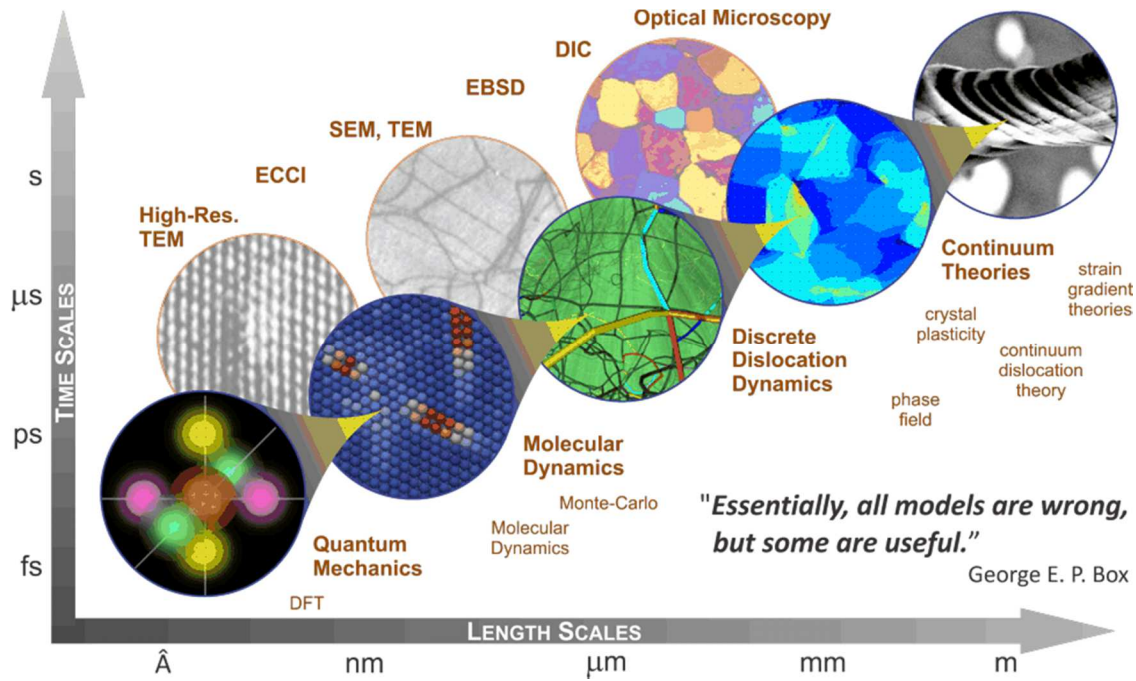 Optical Microscopy
DIC
EBSD
SEM, TEM
ECCI
High-Res.
TEM
s
μs
ps
fs
TIME SCALES
Continuum
Theories
strain
gradient
theories
crystal
plasticity
continuum
dislocation
theory
phase
field
Discrete
Dislocation
Dynamics
Molecular
Dynamics
Monte-Carlo
Molecular
Dynamics
Quantum
Mechanics
DFT
"Essentially, all models are wrong,
but some are useful.”
George E. P. Box
LENGTH SCALES
Â
nm
μm
mm
m